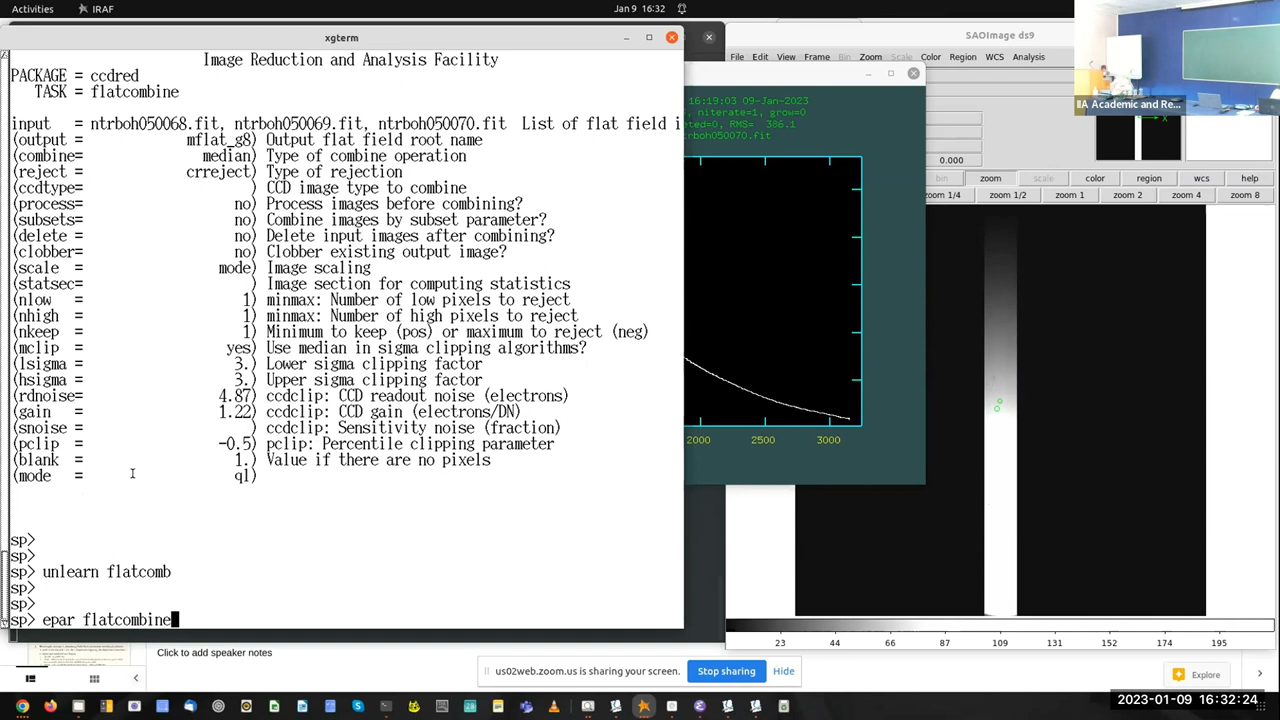 Activities
IRAF
Jan 9 16:32
xgterm
Image Reduction and Analysis Facility
PACKAGE = ccdred
TASK = flatcombine
input = ntrboh050068.fit, ntrboh050069.fit, ntrboh050070.fit List of flat field i
(output = mflat_g8) Output flat field root name
(combine= median) Type of combine operation
(reject = crreject) Type of rejection
(ccdtype= ) CCD image type to combine
(process= no) Process images before combining?
(subsets= no) Combine images by subset parameter?
(delete = no) Delete input images after combining?
(clobber= no) Clobber existing output image?
(scale = mode) Image scaling
(statsec= ) Image section for computing statistics
(nlow = 1) minmax: Number of low pixels to reject
(nhigh = 1) minmax: Number of high pixels to reject
(nkeep = 1) Minimum to keep (pos) or maximum to reject (neg)
(mclip = yes) Use median in sigma clipping algorithms?
(lsigma = 3.) Lower sigma clipping factor
(hsigma = 3.) Upper sigma clipping factor
(rdnoise= 4.87) ccdclip: CCD readout noise (electrons)
(gain = 1.22) ccdclip: CCD gain (electrons/DN)
(snoise = ) ccdclip: Sensitivity noise (fraction)
(pclip = -0.5) pclip: Percentile clipping parameter
(blank = 1.) Value if there are no pixels
(mode = ql)
sp>
sp>
sp> unlearn flatcomb
sp>
sp>
sp> epar flatcombine
16:19:03 09-Jan-2023
niterate=1, grow=0
RMS= 386.1
trboh050070.fit
2000 2500 3000
SAOImage ds9
File Edit View Frame Bin Zoom Scale Color Region WCS Analysis
IIA Academic and Re...
x
0.000
bin zoom scale color region wcs help
zoom 1/4 zoom 1/2 zoom 1 zoom 2 zoom 4 zoom 8
23 44 66 87 109 131 152 174 195
Click to add speaker notes
us02web.zoom.us is sharing your screen. Stop sharing Hide
Explore
2023-01-09 16:32:24